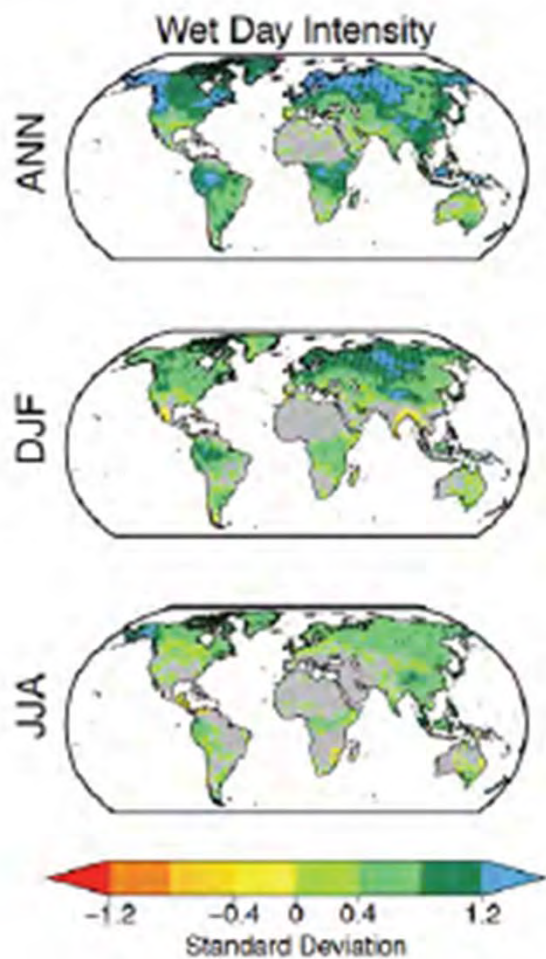 Wet Day Intensity
ANN
DJF
JJA
−1.2 −0.4 0 0.4 1.2
Standard Deviation